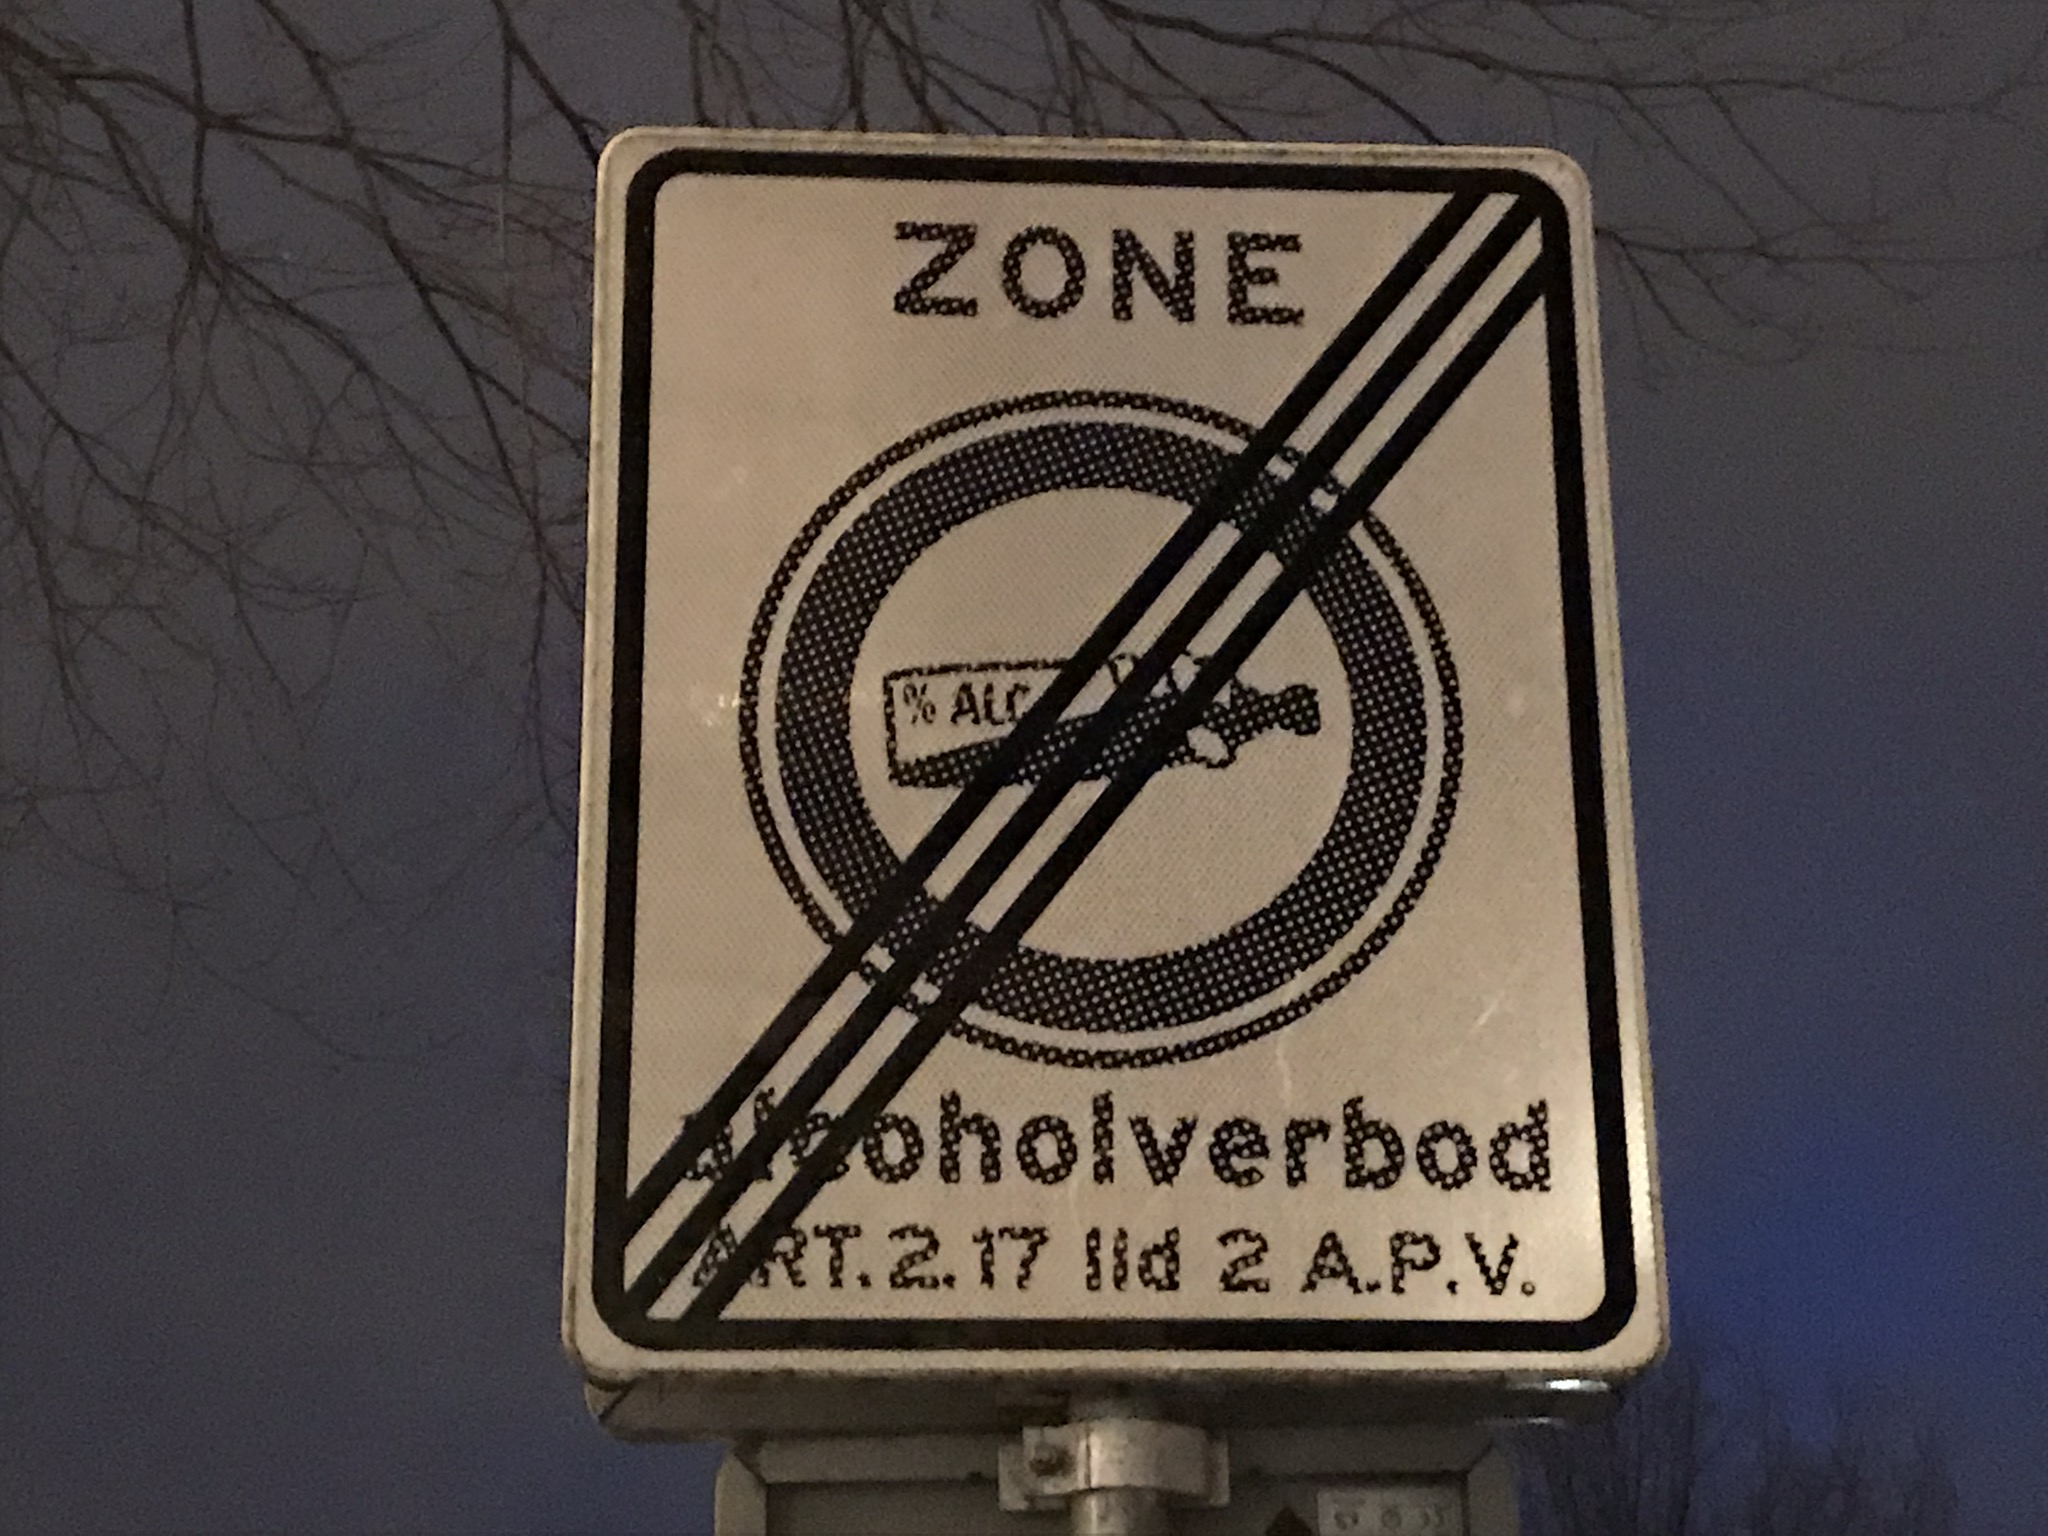 ZONE
% ALC
alcoholverbod
ART. 2.17 lid 2 A.P.V.